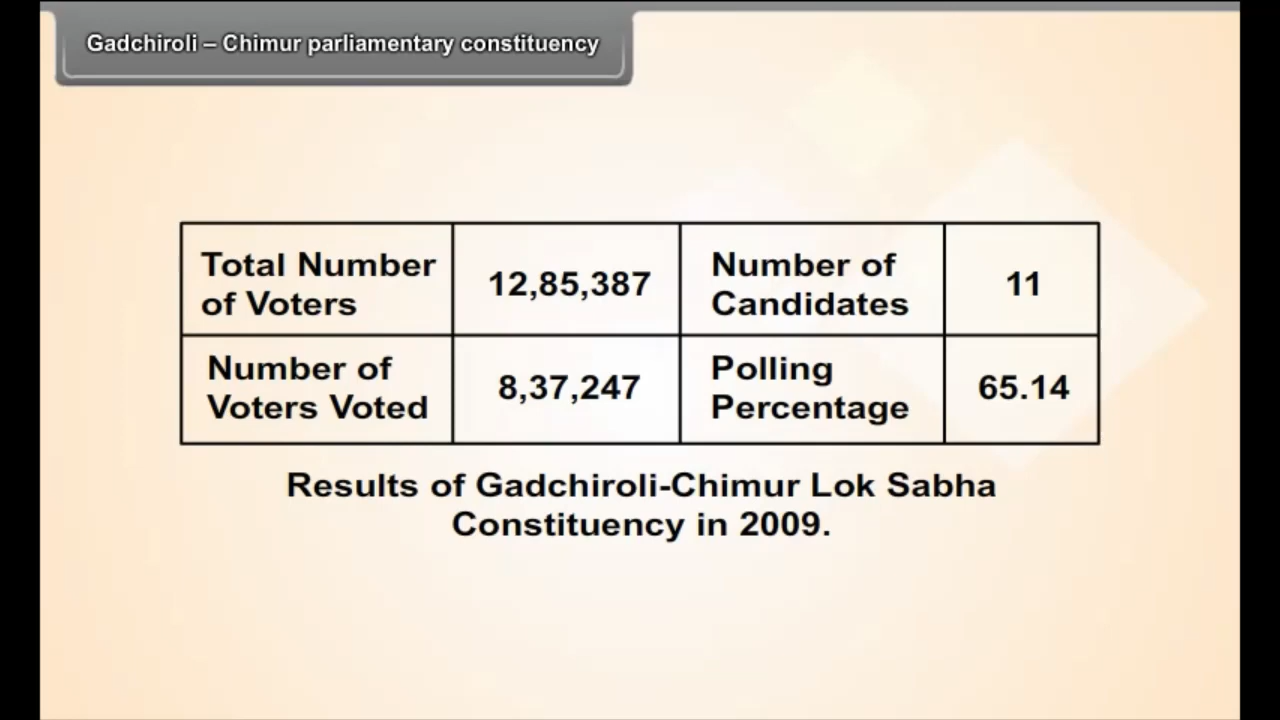 Gadchiroli – Chimur parliamentary constituency
Total Number
of Voters
12,85,387
Number of
Candidates
11
Number of
Voters Voted
8,37,247
Polling
Percentage
65.14
Results of Gadchiroli-Chimur Lok Sabha
Constituency in 2009.